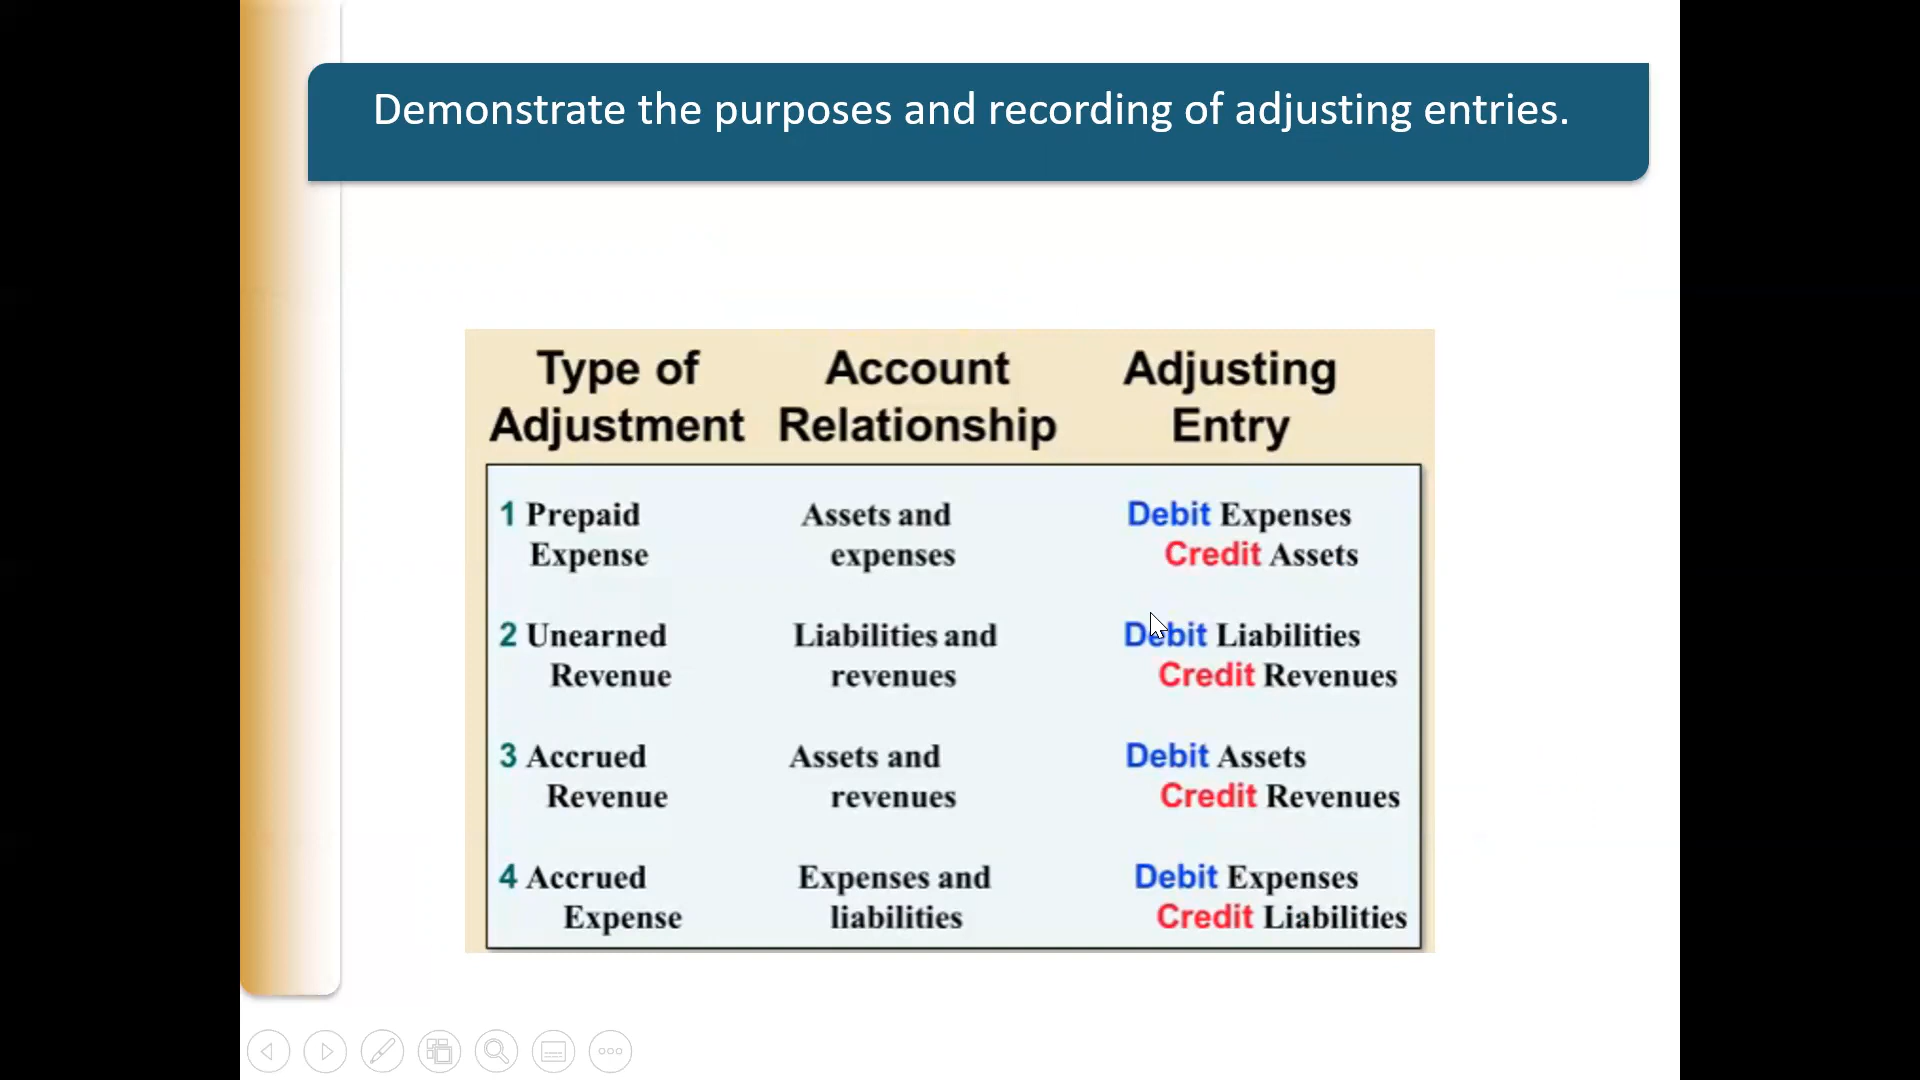 Demonstrate the purposes and recording of adjusting entries.
Type of Adjustment
Account Relationship
Adjusting Entry
1 Prepaid Expense
Assets and expenses
Debit Expenses
Credit Assets
2 Unearned Revenue
Liabilities and revenues
Debit Liabilities
Credit Revenues
3 Accrued Revenue
Assets and revenues
Debit Assets
Credit Revenues
4 Accrued Expense
Expenses and liabilities
Debit Expenses
Credit Liabilities